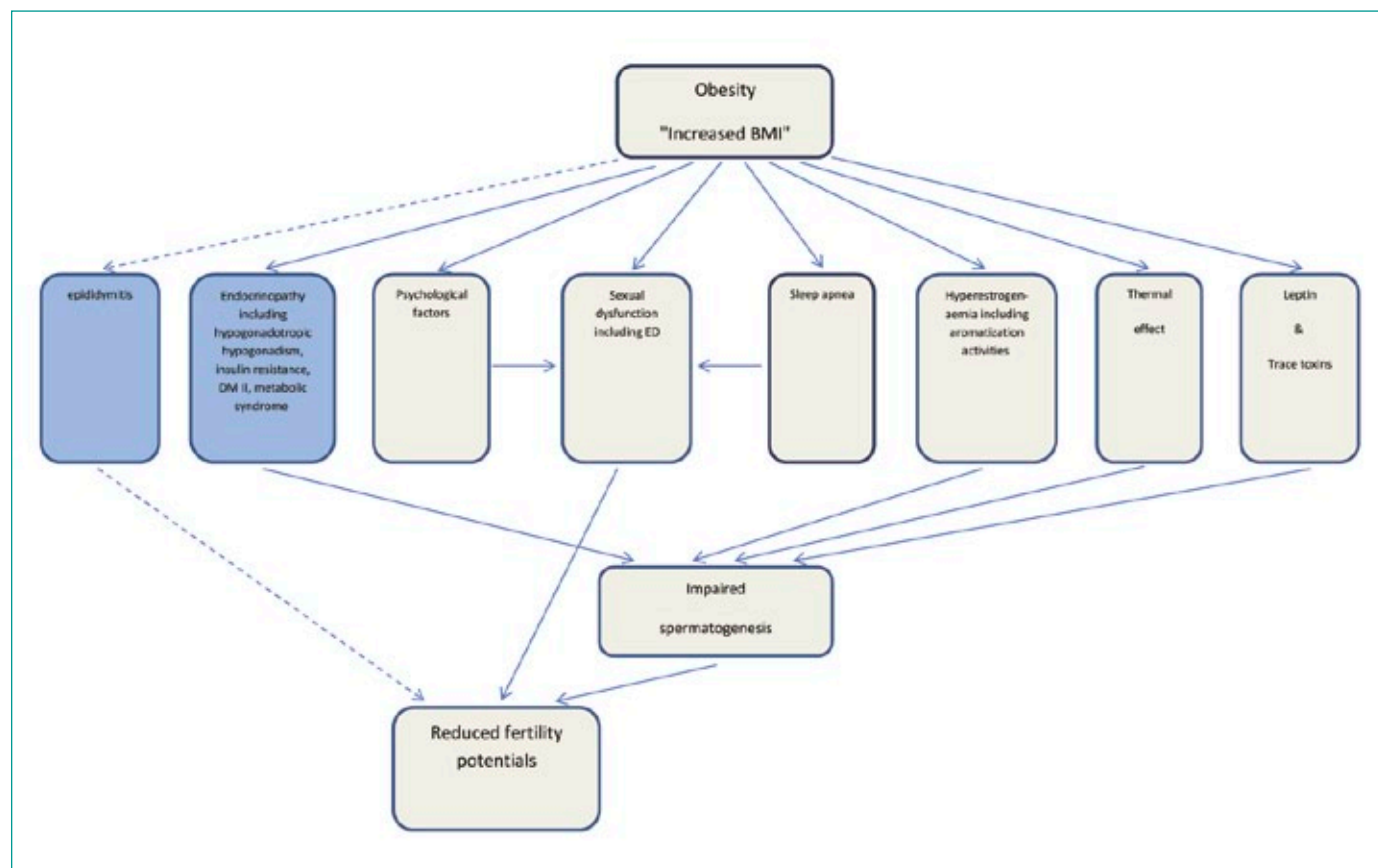 Obesity
"Increased BMI"
epididymitis
Endocrinopathy
including
hypogonadotropic
hypogonadism,
insulin resistance,
DM II, metabolic
syndrome
Psychological
factors
Sexual
dysfunction
including ED
Sleep apnea
Hyperestrogen-
aemia including
aromatization
activities
Thermal
effect
Leptin
&
Trace toxins
Impaired
spermatogenesis
Reduced fertility
potentials